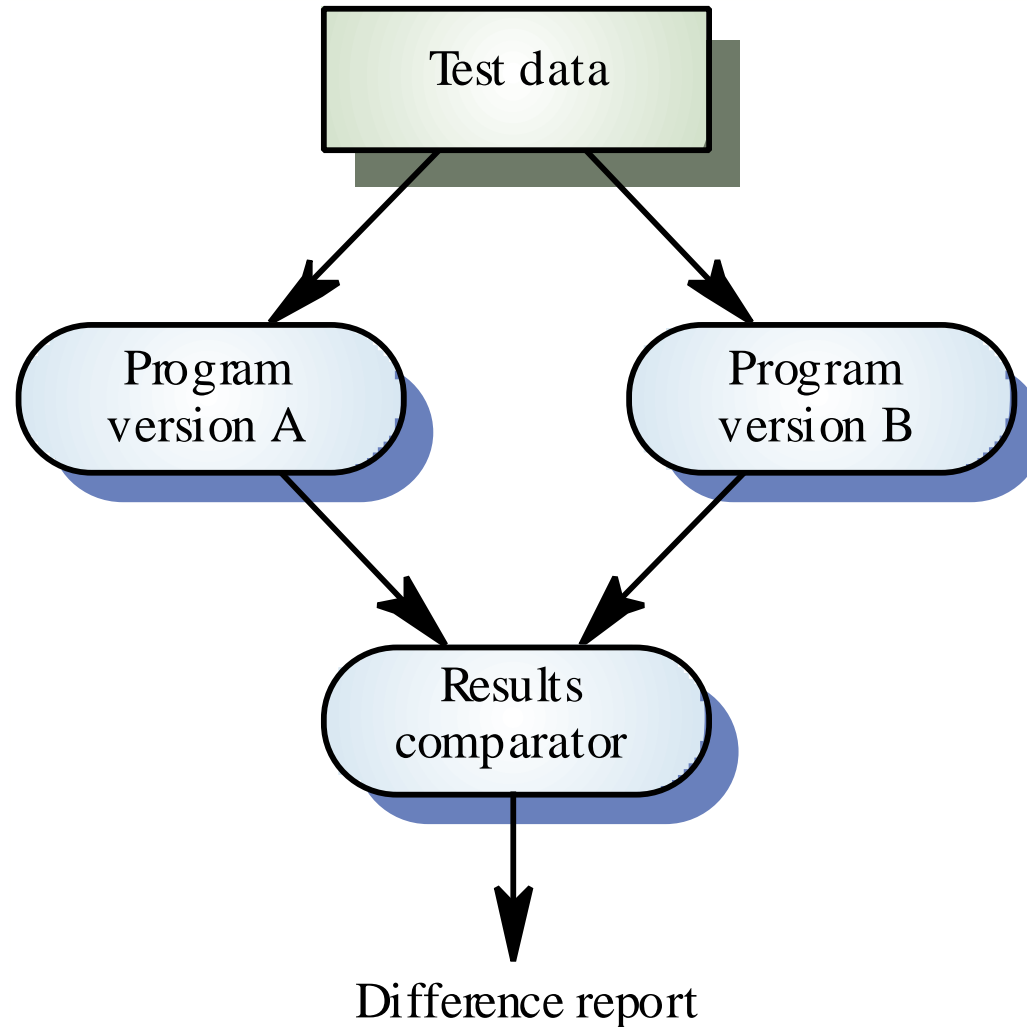 Test data
Program
version A
Program
version B
Results
comparator
Difference report